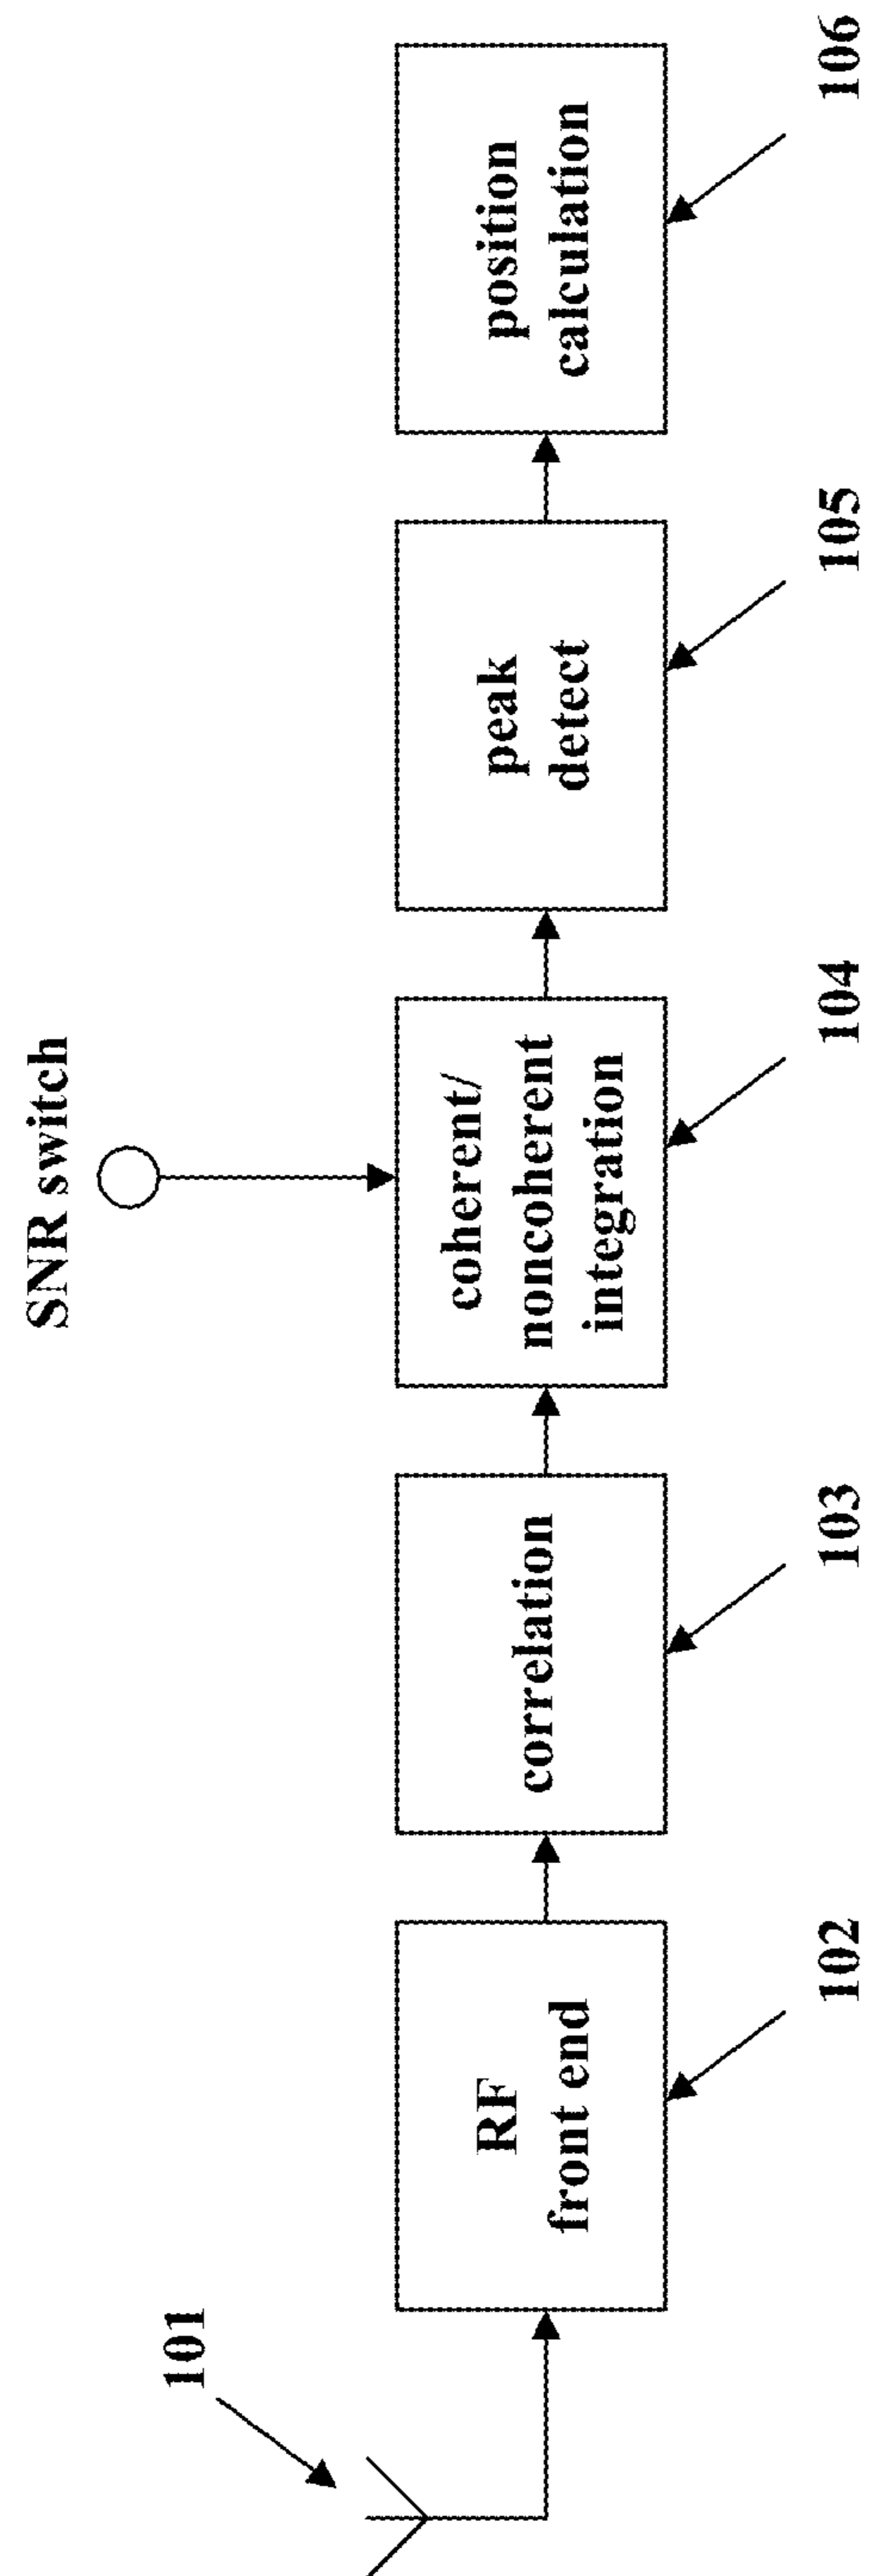 SNR switch
101
RF
front end
correlation
coherent/
noncoherent
integration
peak
detect
position
calculation
102
103
104
105
106